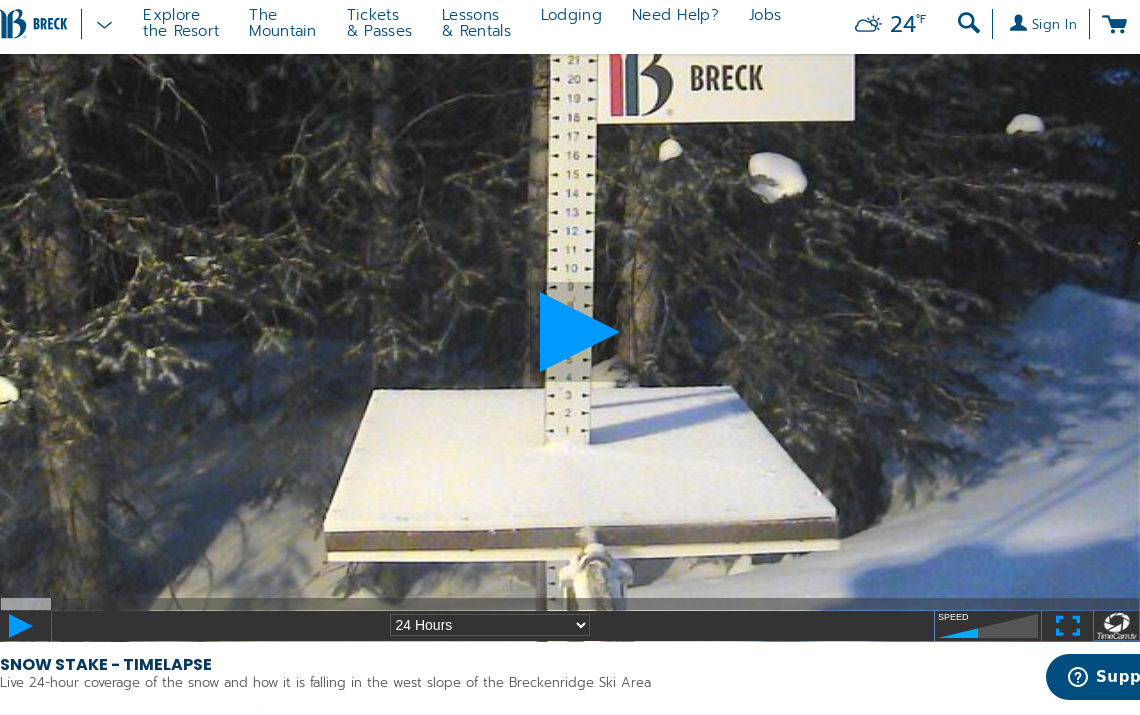 BRECK
Explore
the Resort
The
Mountain
Tickets
& Passes
Lessons
& Rentals
Lodging
Need Help?
Jobs
24°F
Sign In
BRECK
21
20
19
18
17
16
15
14
13
12
11
10
9
8
5
4
3
2
1
24 Hours
SPEED
TimeCam.tv
SNOW STAKE - TIMELAPSE
Live 24-hour coverage of the snow and how it is falling in the west slope of the Breckenridge Ski Area
Supp